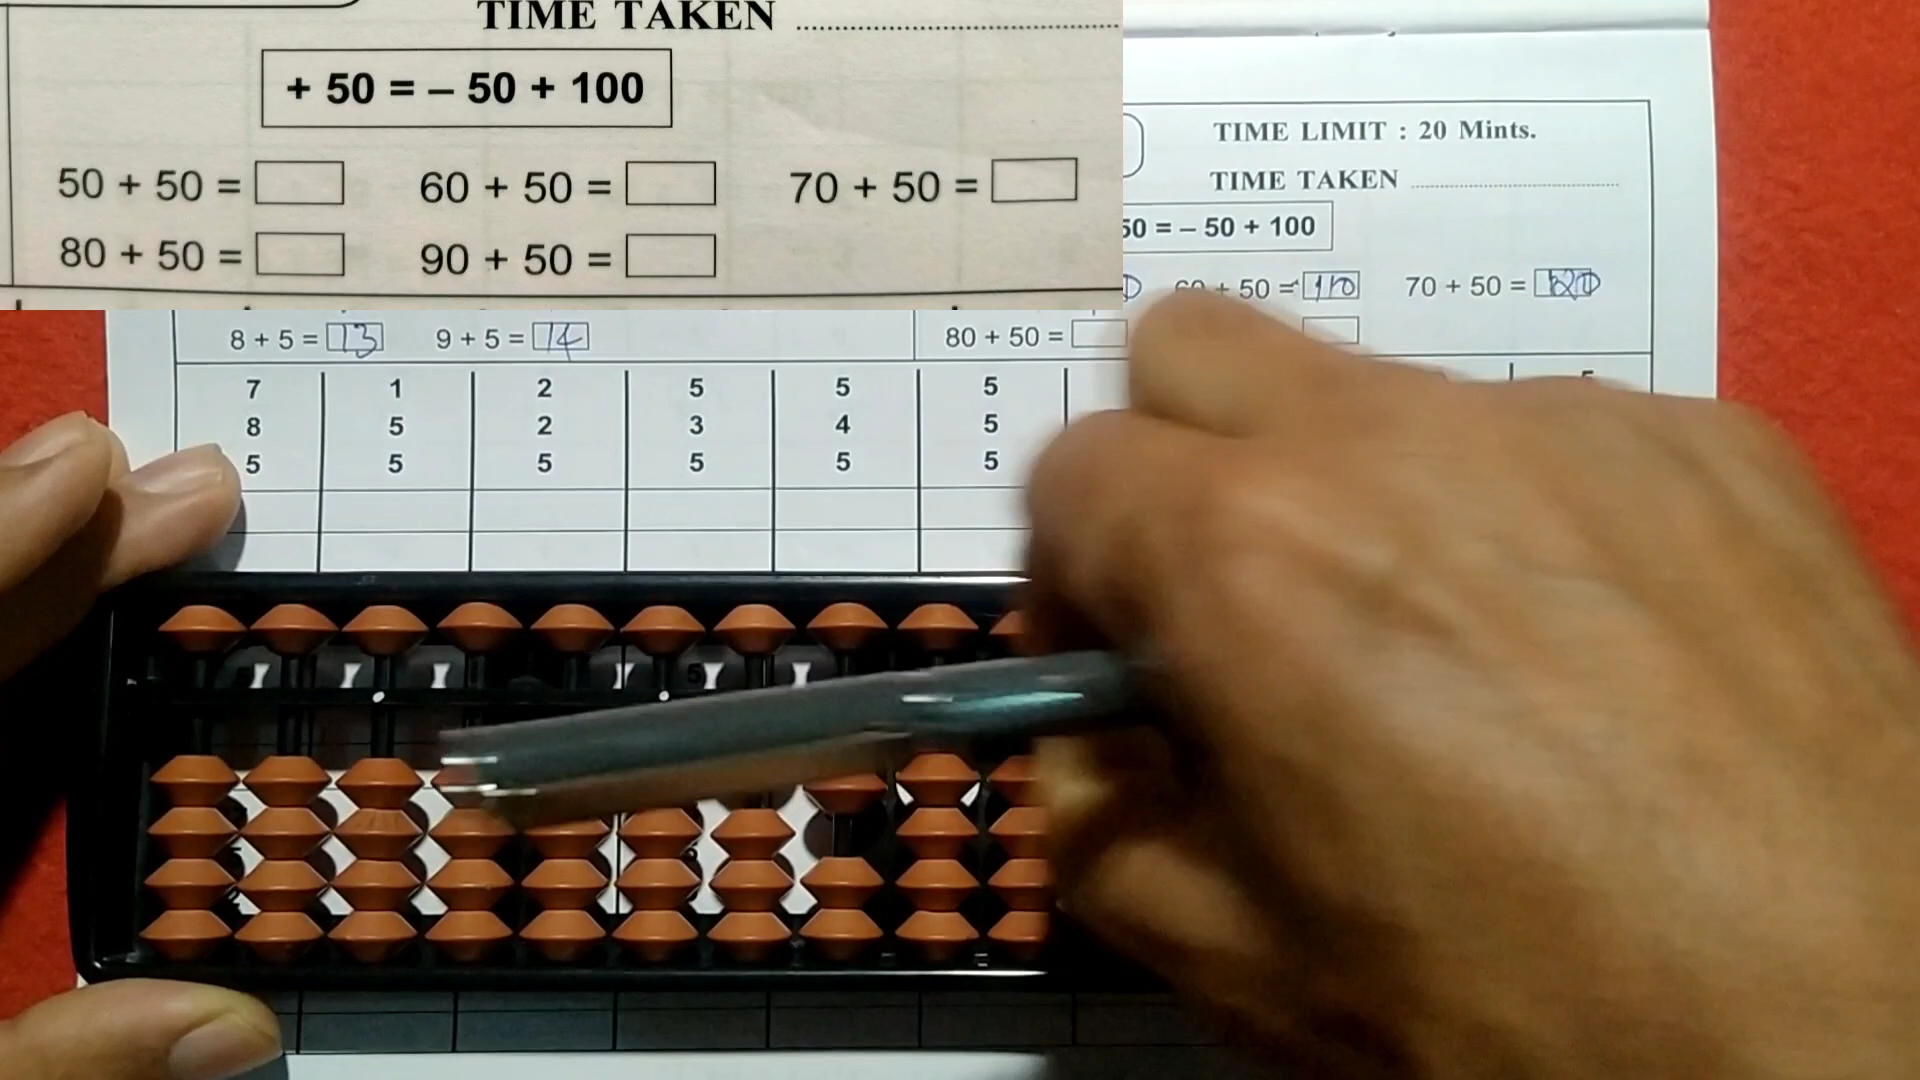 TIME TAKEN
+ 50 = – 50 + 100
50 + 50 =
60 + 50 =
70 + 50 =
80 + 50 =
90 + 50 =
TIME LIMIT : 20 Mints.
TIME TAKEN
50 = – 50 + 100
60 + 50 = 110
70 + 50 = 120
8 + 5 = 13
9 + 5 = 14
80 + 50 =
7 1 2 5 5 5
8 5 2 3 4 5
5 5 5 5 5 5